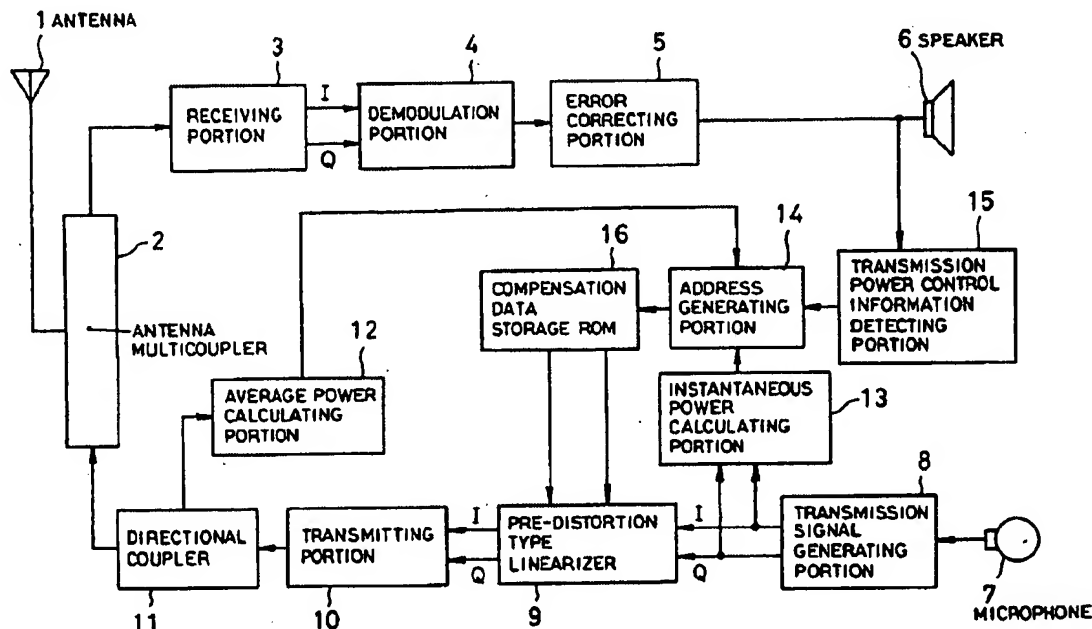 1 ANTENNA
3
4
5
6 SPEAKER
RECEIVING
PORTION
I
Q
DEMODULATION
PORTION
ERROR
CORRECTING
PORTION
2
ANTENNA
MULTICOUPLER
16
14
15
COMPENSATION
DATA
STORAGE ROM
ADDRESS
GENERATING
PORTION
TRANSMISSION
POWER CONTROL
INFORMATION
DETECTING
PORTION
12
AVERAGE POWER
CALCULATING
PORTION
INSTANTANEOUS
POWER
CALCULATING
PORTION
13
8
DIRECTIONAL
COUPLER
TRANSMITTING
PORTION
I
Q
PRE-DISTORTION
TYPE
LINEARIZER
I
Q
TRANSMISSION
SIGNAL
GENERATING
PORTION
11
10
9
7
MICROPHONE